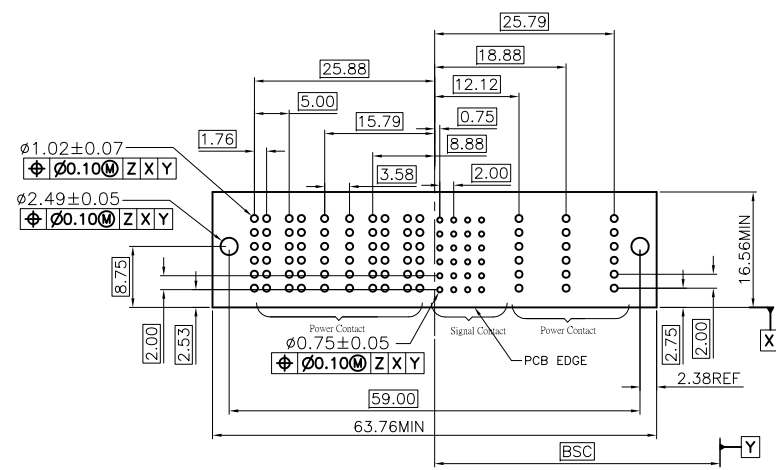 25.79
18.88
25.88
12.12
5.00
0.75
15.79
1.76
8.88
ø1.02±0.07
⌖ Ø0.10Ⓜ Z X Y
3.58
2.00
ø2.49±0.05
⌖ Ø0.10Ⓜ Z X Y
8.75
16.56MIN
2.00
2.53
Power Contact
Signal Contact
Power Contact
2.75
2.00
X
ø0.75±0.05
⌖ Ø0.10Ⓜ Z X Y
PCB EDGE
2.38REF
59.00
63.76MIN
BSC
Y